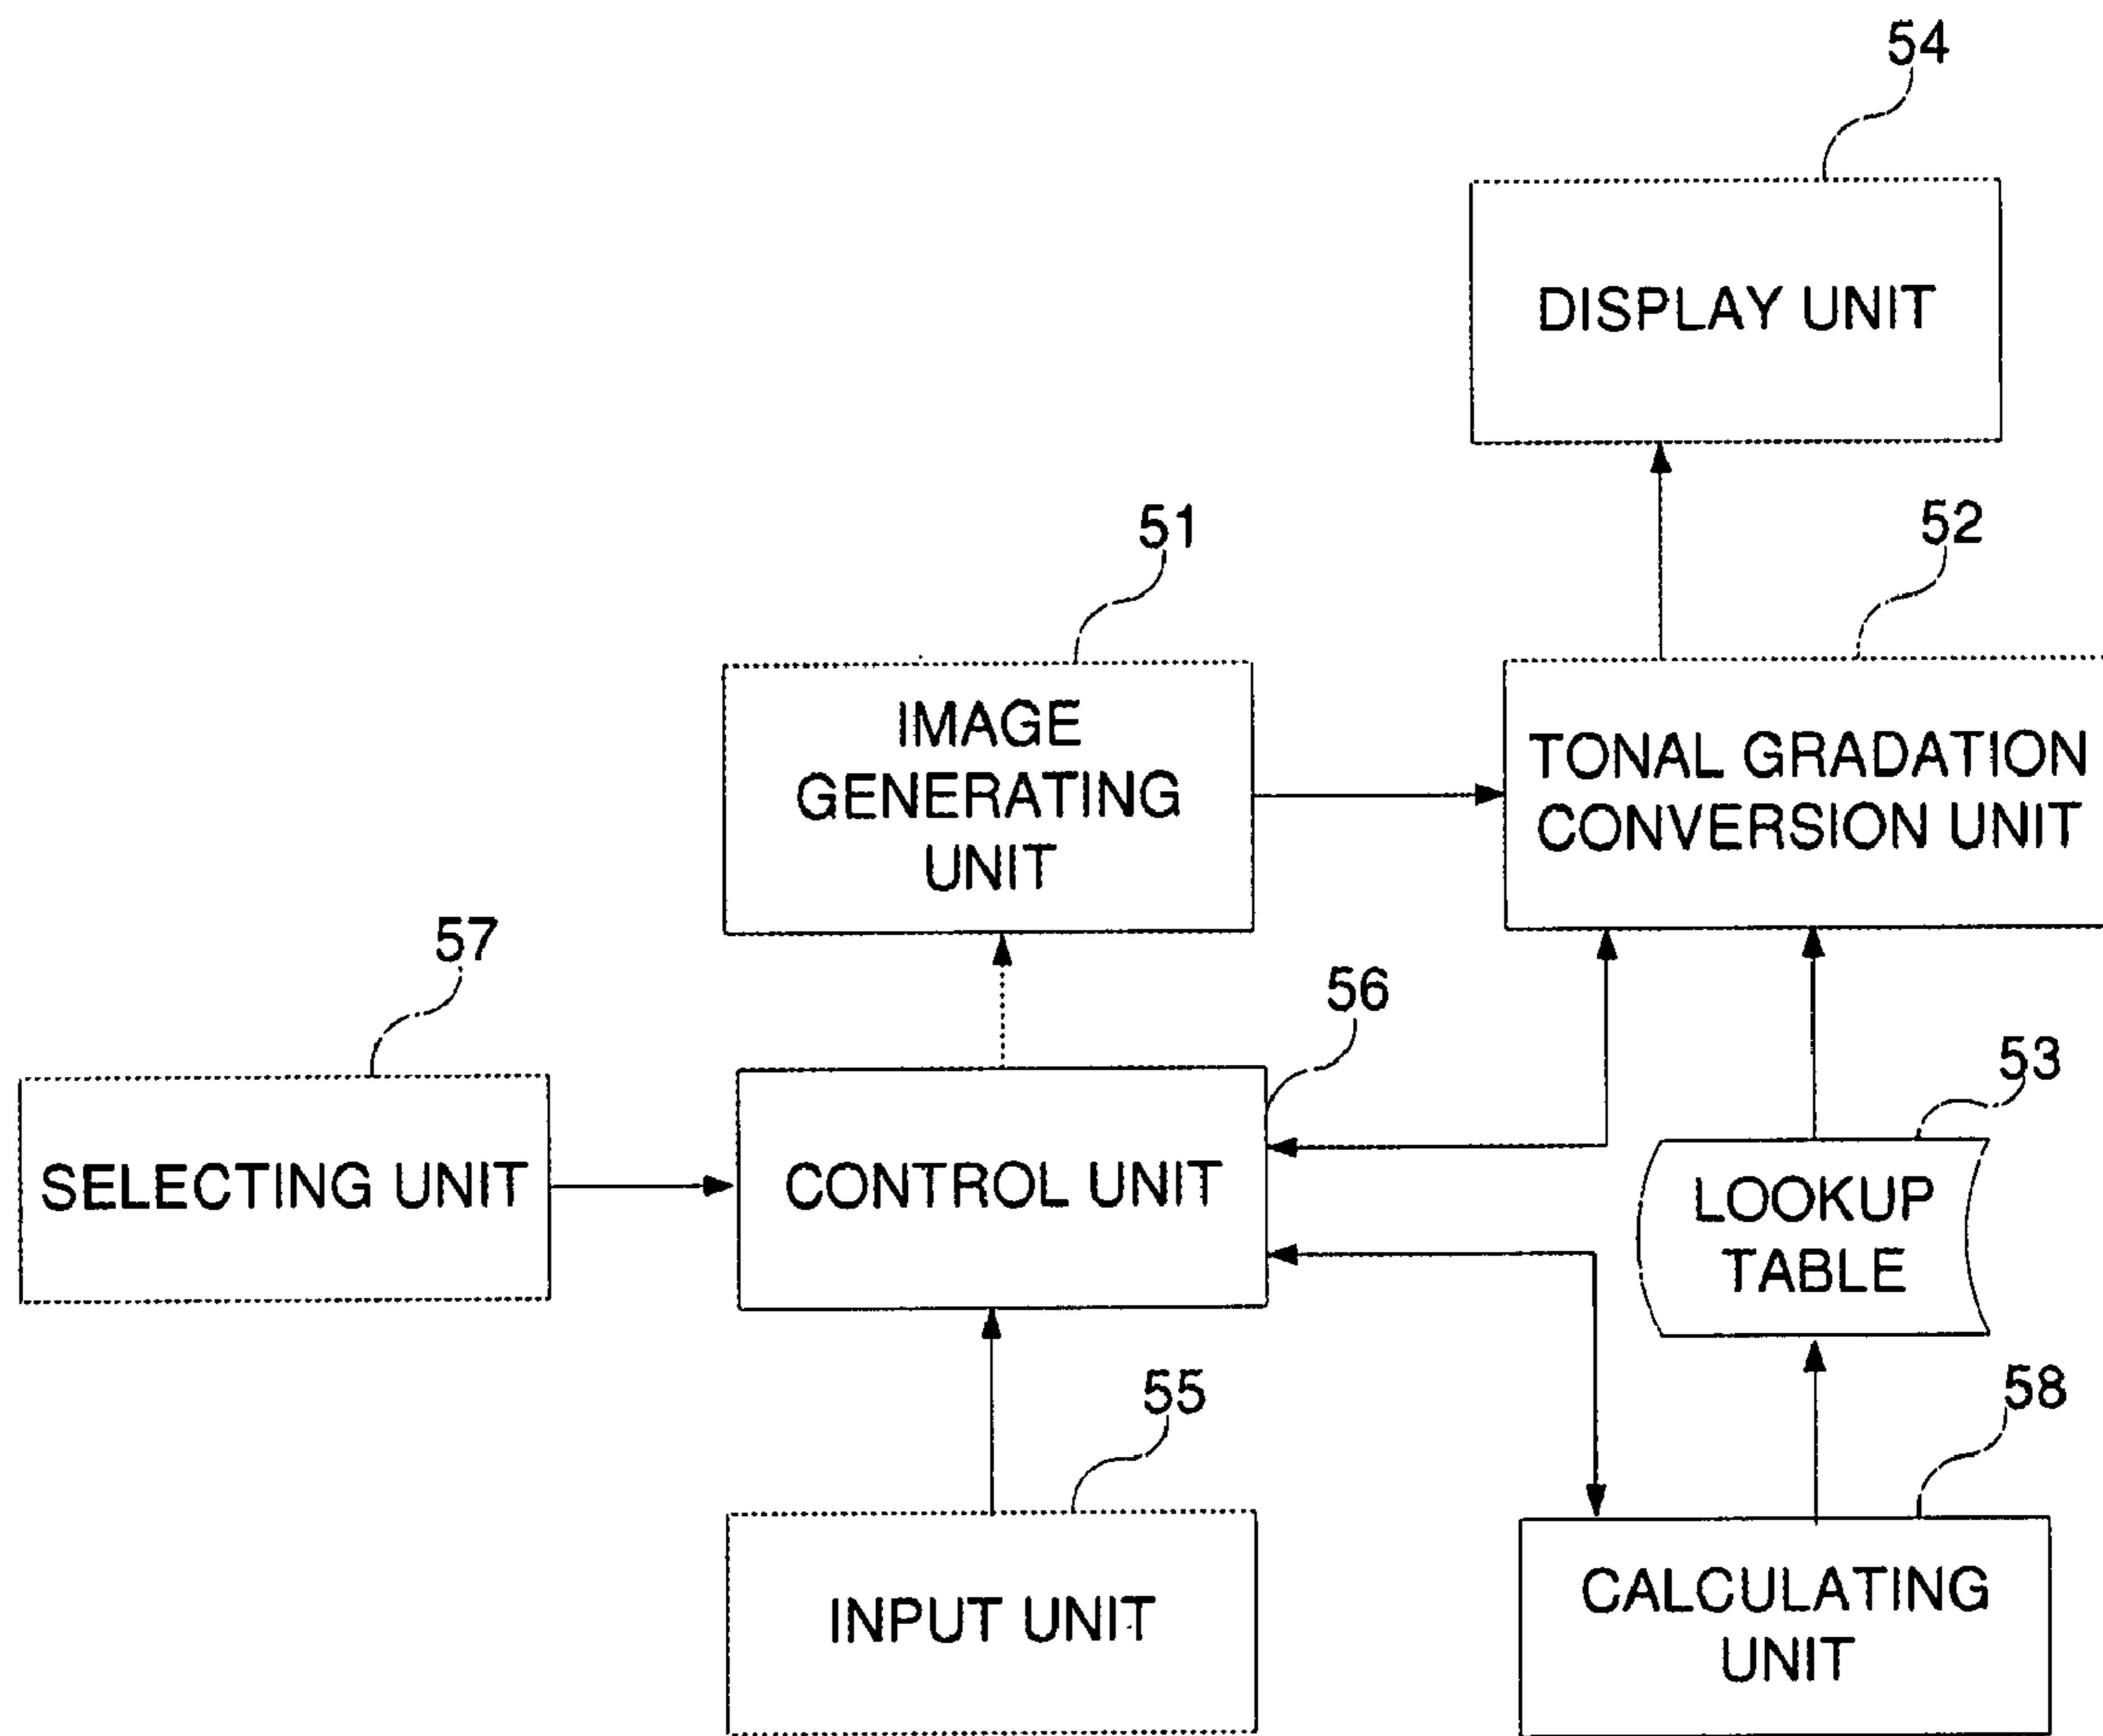 54
DISPLAY UNIT
51
52
IMAGE
GENERATING
UNIT
TONAL GRADATION
CONVERSION UNIT
57
56
53
SELECTING UNIT
CONTROL UNIT
LOOKUP
TABLE
55
58
INPUT UNIT
CALCULATING
UNIT